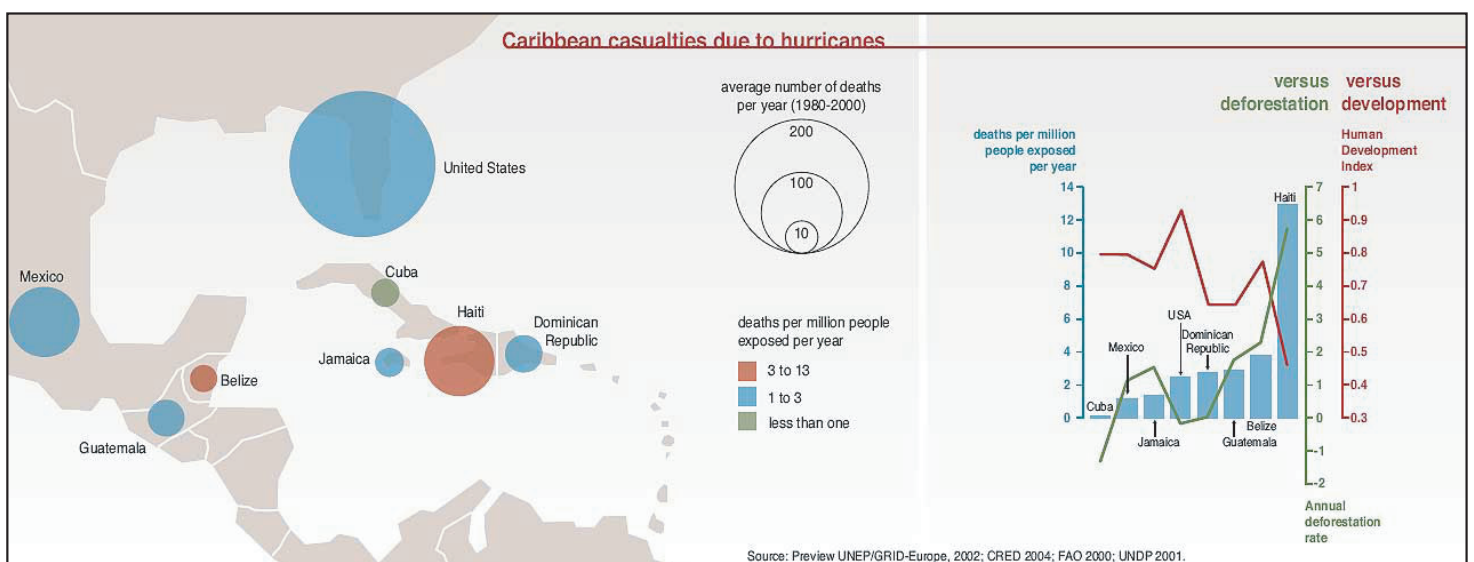 Caribbean casualties due to hurricanes
average number of deaths
per year (1980-2000)
200
100
10
United States
Mexico
Cuba
Haiti
Dominican
Republic
Jamaica
Belize
Guatemala
deaths per million people
exposed per year
3 to 13
1 to 3
less than one
versus
deforestation
versus
development
deaths per million
people exposed
per year
Human
Development
Index
14
12
10
8
6
4
2
0
7
6
5
4
3
2
1
0
-1
-2
1
0.9
0.8
0.7
0.6
0.5
0.4
0.3
Haiti
USA
Dominican
Republic
Mexico
Cuba
Belize
Jamaica
Guatemala
Annual
deforestation
rate
Source: Preview UNEP/GRID-Europe, 2002; CRED 2004; FAO 2000; UNDP 2001.